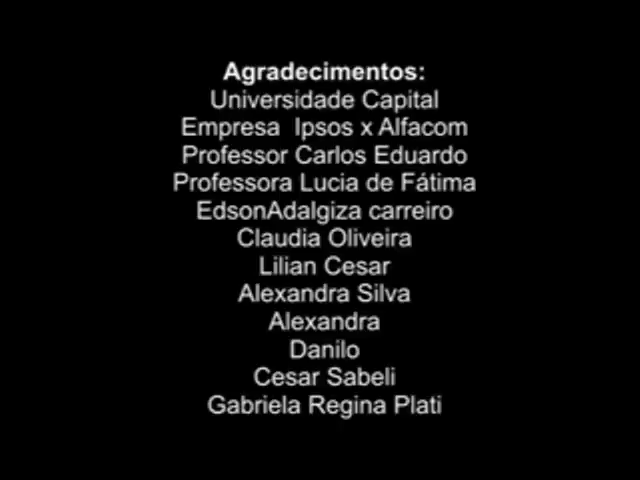 Agradecimentos:
Universidade Capital
Empresa  Ipsos x Alfacom
Professor Carlos Eduardo
Professora Lucia de Fátima
EdsonAdalgiza carreiro
Claudia Oliveira
Lilian Cesar
Alexandra Silva
Alexandra
Danilo
Cesar Sabeli
Gabriela Regina Plati